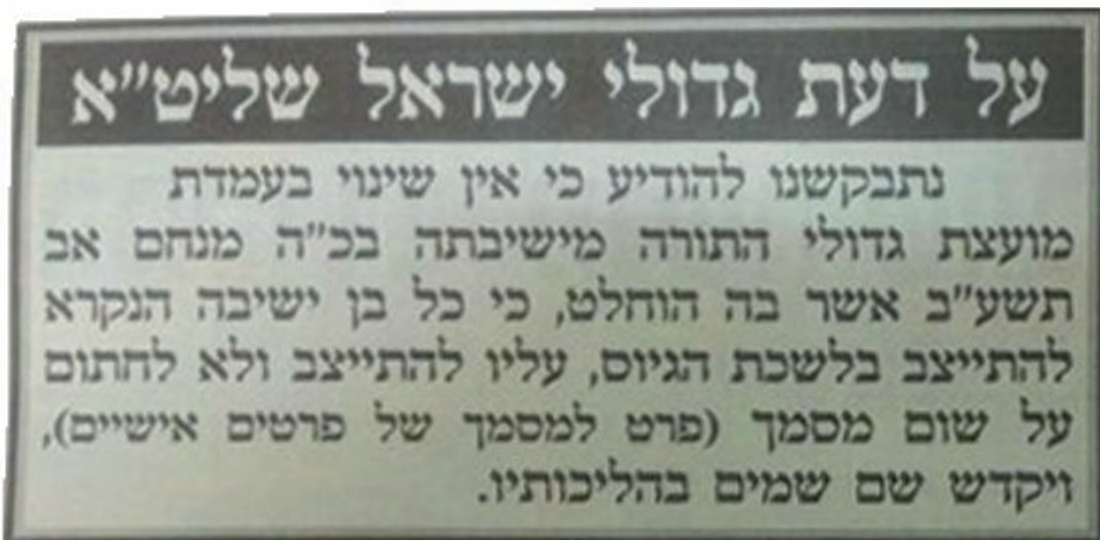 על דעת גדולי ישראל שליט"א
נתבקשנו להודיע כי אין שינוי בעמדת
מועצת גדולי התורה מישיבתה בכ"ה מנחם אב
תשע"ב אשר בה הוחלט, כי כל בן ישיבה הנקרא
להתייצב בלשכת הגיוס, עליו להתייצב ולא לחתום
על שום מסמך (פרט למסמך של פרטים אישיים),
ויקדש שם שמים בהליכותיו.